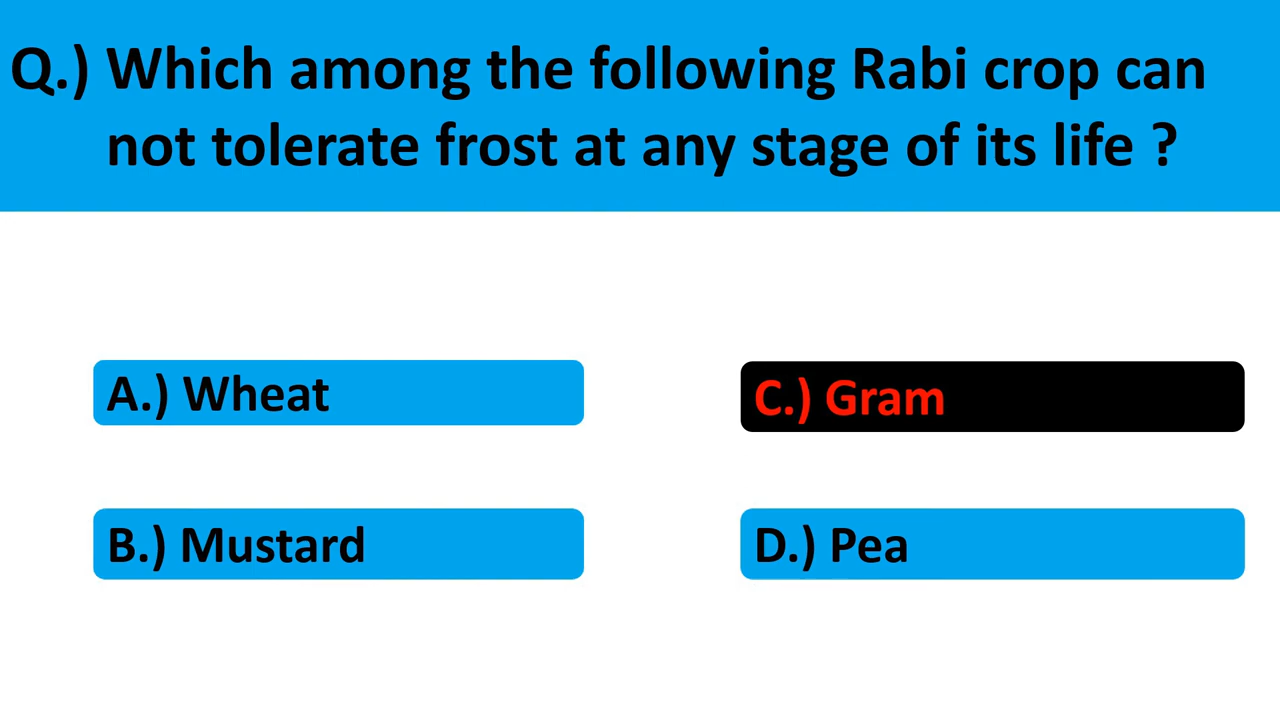 Q.) Which among the following Rabi crop can
not tolerate frost at any stage of its life ?
A.) Wheat
C.) Gram
B.) Mustard
D.) Pea